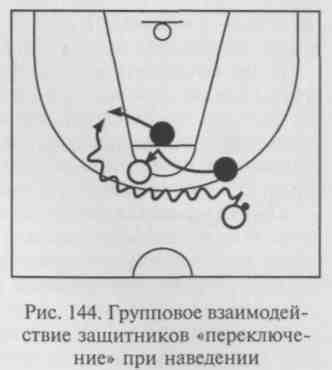 Рис. 144. Групповое взаимодей-
ствие защитников «переключе-
ние» при наведении